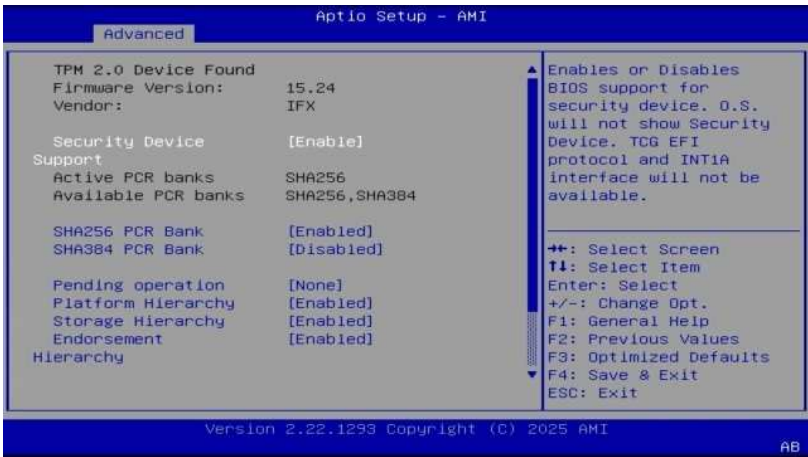 Aptio Setup - AMI
Advanced
TPM 2.0 Device Found
Firmware Version: 15.24
Vendor: IFX
Security Device [Enable]
Support
Active PCR banks SHA256
Available PCR banks SHA256,SHA384
SHA256 PCR Bank [Enabled]
SHA384 PCR Bank [Disabled]
Pending operation [None]
Platform Hierarchy [Enabled]
Storage Hierarchy [Enabled]
Endorsement [Enabled]
Hierarchy
Enables or Disables
BIOS support for
security device. O.S.
will not show Security
Device. TCG EFI
protocol and INT1A
interface will not be
available.
→←: Select Screen
↑↓: Select Item
Enter: Select
+/-: Change Opt.
F1: General Help
F2: Previous Values
F3: Optimized Defaults
F4: Save & Exit
ESC: Exit
Version 2.22.1293 Copyright (C) 2025 AMI
AB